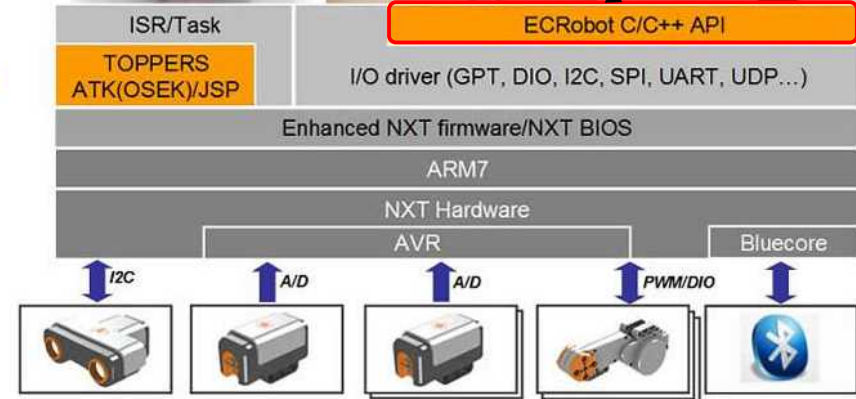 ISR/Task
ECRobot C/C++ API
TOPPERS
ATK(OSEK)/JSP
I/O driver (GPT, DIO, I2C, SPI, UART, UDP…)
Enhanced NXT firmware/NXT BIOS
ARM7
NXT Hardware
AVR
Bluecore
I2C
A/D
A/D
PWM/DIO